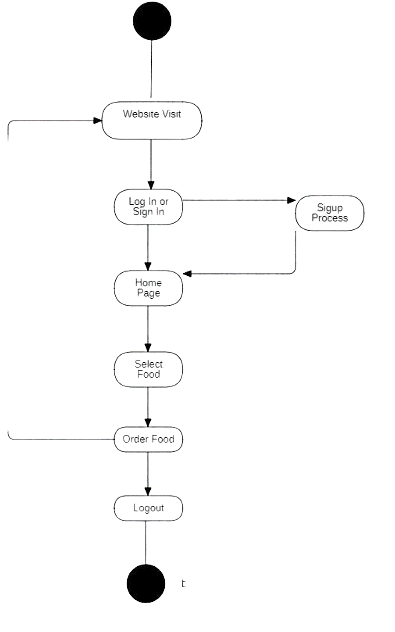 Website Visit
Log In or
Sign In
Sigup
Process
Home
Page
Select
Food
Order Food
Logout
t